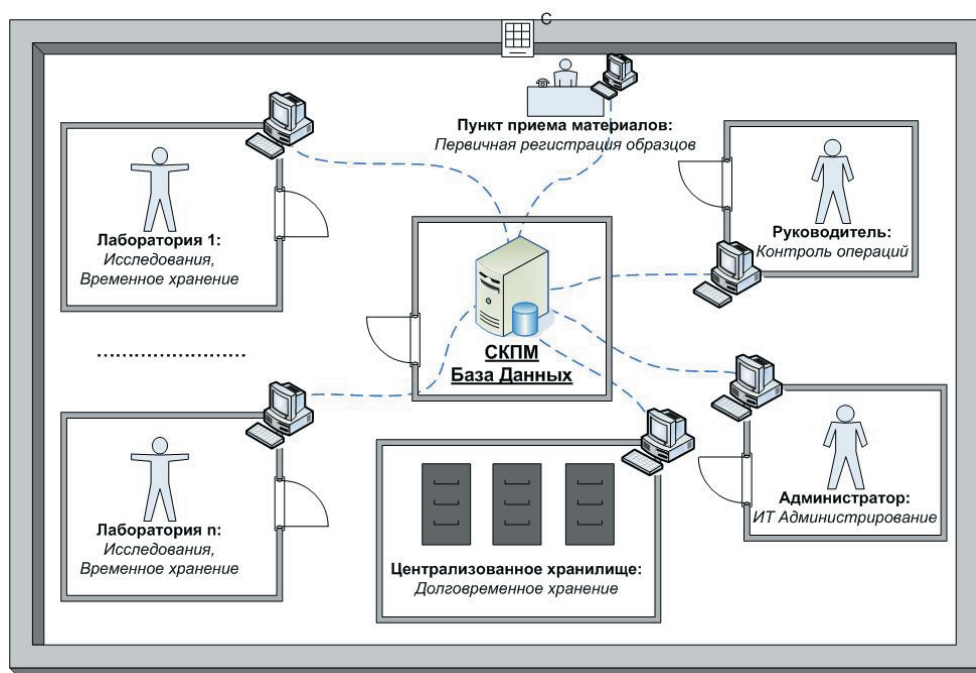 С
Пункт приема материалов:
Первичная регистрация образцов
Лаборатория 1:
Исследования,
Временное хранение
Руководитель:
Контроль операций
СКПМ
База Данных
Лаборатория n:
Исследования,
Временное хранение
Централизованное хранилище:
Долговременное хранение
Администратор:
ИТ Администрирование